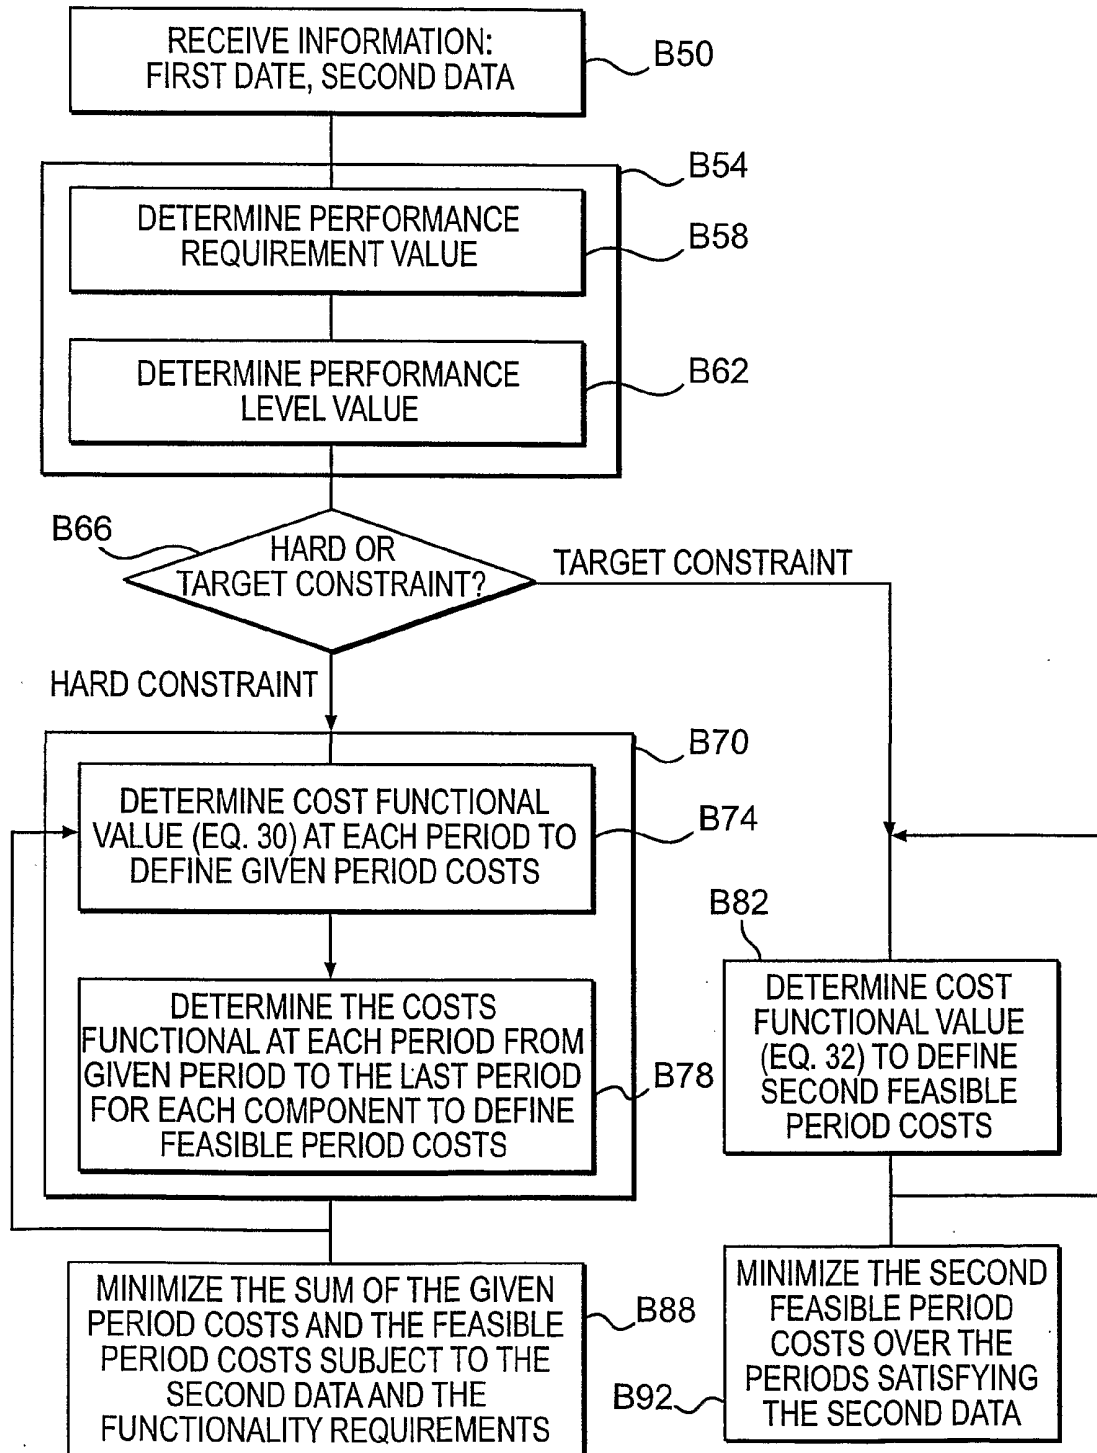 RECEIVE INFORMATION:
FIRST DATE, SECOND DATA
B50
B54
DETERMINE PERFORMANCE
REQUIREMENT VALUE
B58
DETERMINE PERFORMANCE
LEVEL VALUE
B62
B66
HARD OR
TARGET CONSTRAINT?
TARGET CONSTRAINT
HARD CONSTRAINT
B70
DETERMINE COST FUNCTIONAL
VALUE (EQ. 30) AT EACH PERIOD TO
DEFINE GIVEN PERIOD COSTS
B74
DETERMINE THE COSTS
FUNCTIONAL AT EACH PERIOD FROM
GIVEN PERIOD TO THE LAST PERIOD
FOR EACH COMPONENT TO DEFINE
FEASIBLE PERIOD COSTS
B78
B82
DETERMINE COST
FUNCTIONAL VALUE
(EQ. 32) TO DEFINE
SECOND FEASIBLE
PERIOD COSTS
MINIMIZE THE SUM OF THE GIVEN
PERIOD COSTS AND THE FEASIBLE
PERIOD COSTS SUBJECT TO THE
SECOND DATA AND THE
FUNCTIONALITY REQUIREMENTS
B88
MINIMIZE THE SECOND
FEASIBLE PERIOD
COSTS OVER THE
PERIODS SATISFYING
THE SECOND DATA
B92